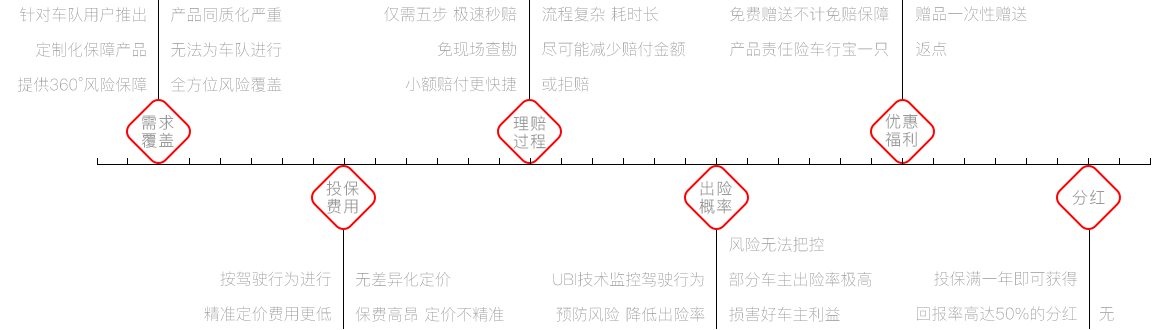 针对车队用户推出
定制化保障产品
提供360°风险保障
产品同质化严重
无法为车队进行
全方位风险覆盖
需求
覆盖
仅需五步 极速秒赔
免现场查勘
小额赔付更快捷
流程复杂 耗时长
尽可能减少赔付金额
或拒赔
理赔
过程
免费赠送不计免赔保障
产品责任险车行宝一只
赠品一次性赠送
返点
优惠
福利
投保
费用
按驾驶行为进行
精准定价费用更低
无差异化定价
保费高昂 定价不精准
出险
概率
UBI技术监控驾驶行为
预防风险 降低出险率
风险无法把控
部分车主出险率极高
损害好车主利益
分红
投保满一年即可获得
回报率高达50%的分红
无